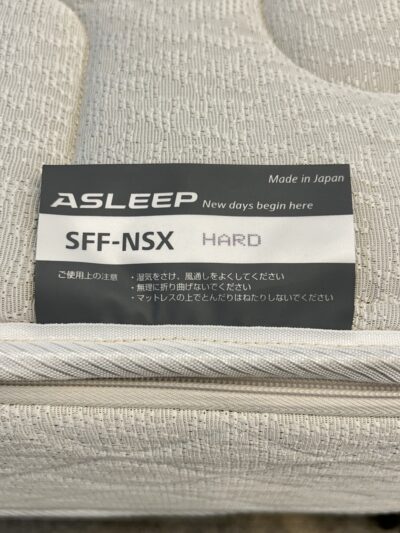 Made in Japan
ASLEEP New days begin here
SFF-NSX HARD
ご使用上の注意 ・湿気をさけ、風通しをよくしてください
・無理に折り曲げないでください
・マットレスの上でとんだりはねたりしないでください